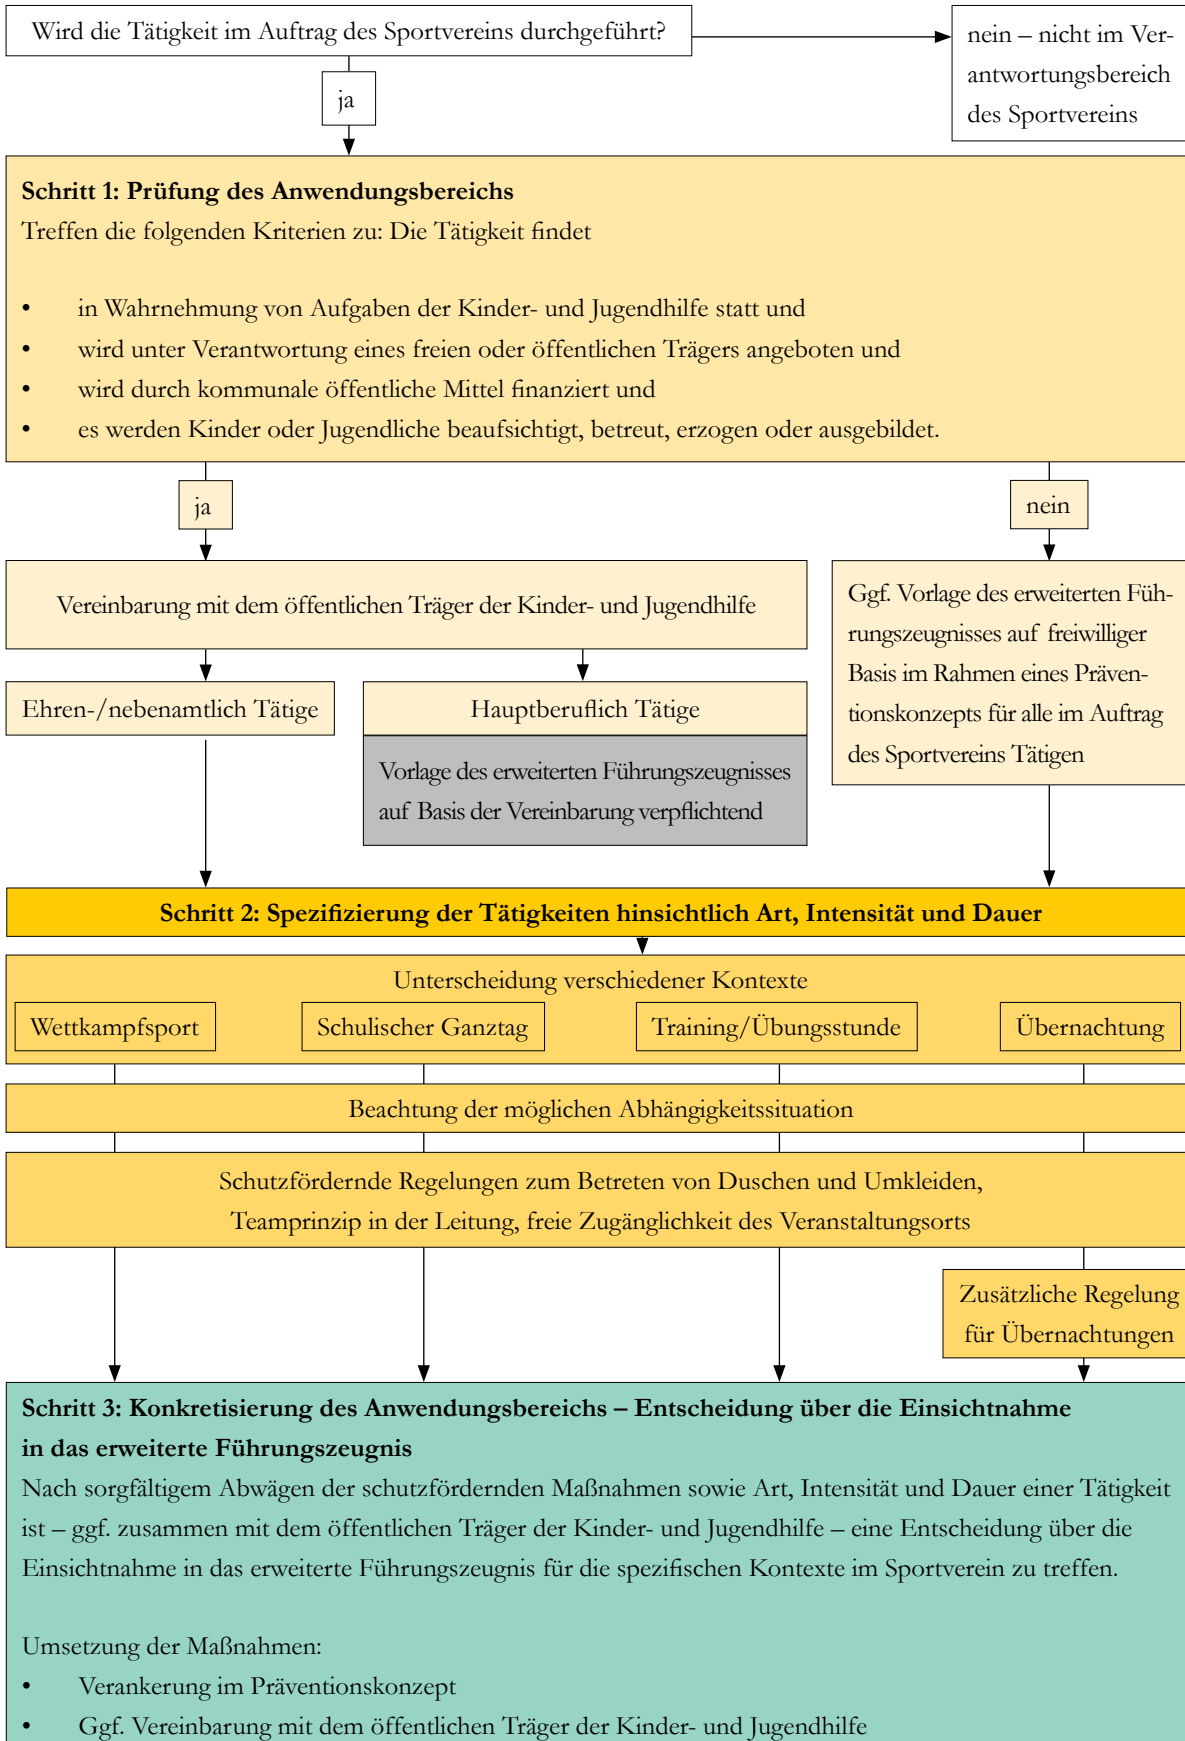 Wird die Tätigkeit im Auftrag des Sportvereins durchgeführt?
nein – nicht im Ver-
antwortungsbereich
des Sportvereins
ja
Schritt 1: Prüfung des Anwendungsbereichs
Treffen die folgenden Kriterien zu: Die Tätigkeit findet
• in Wahrnehmung von Aufgaben der Kinder- und Jugendhilfe statt und
• wird unter Verantwortung eines freien oder öffentlichen Trägers angeboten und
• wird durch kommunale öffentliche Mittel finanziert und
• es werden Kinder oder Jugendliche beaufsichtigt, betreut, erzogen oder ausgebildet.
ja
nein
Vereinbarung mit dem öffentlichen Träger der Kinder- und Jugendhilfe
Ggf. Vorlage des erweiterten Füh-
rungszeugnisses auf freiwilliger
Basis im Rahmen eines Präven-
tionskonzepts für alle im Auftrag
des Sportvereins Tätigen
Ehren-/nebenamtlich Tätige
Hauptberuflich Tätige
Vorlage des erweiterten Führungszeugnisses
auf Basis der Vereinbarung verpflichtend
Schritt 2: Spezifizierung der Tätigkeiten hinsichtlich Art, Intensität und Dauer
Unterscheidung verschiedener Kontexte
Wettkampfsport
Schulischer Ganztag
Training/Übungsstunde
Übernachtung
Beachtung der möglichen Abhängigkeitssituation
Schutzfördernde Regelungen zum Betreten von Duschen und Umkleiden,
Teamprinzip in der Leitung, freie Zugänglichkeit des Veranstaltungsorts
Zusätzliche Regelung
für Übernachtungen
Schritt 3: Konkretisierung des Anwendungsbereichs – Entscheidung über die Einsichtnahme
in das erweiterte Führungszeugnis
Nach sorgfältigem Abwägen der schutzfördernden Maßnahmen sowie Art, Intensität und Dauer einer Tätigkeit
ist – ggf. zusammen mit dem öffentlichen Träger der Kinder- und Jugendhilfe – eine Entscheidung über die
Einsichtnahme in das erweiterte Führungszeugnis für die spezifischen Kontexte im Sportverein zu treffen.
Umsetzung der Maßnahmen:
• Verankerung im Präventionskonzept
• Ggf. Vereinbarung mit dem öffentlichen Träger der Kinder- und Jugendhilfe